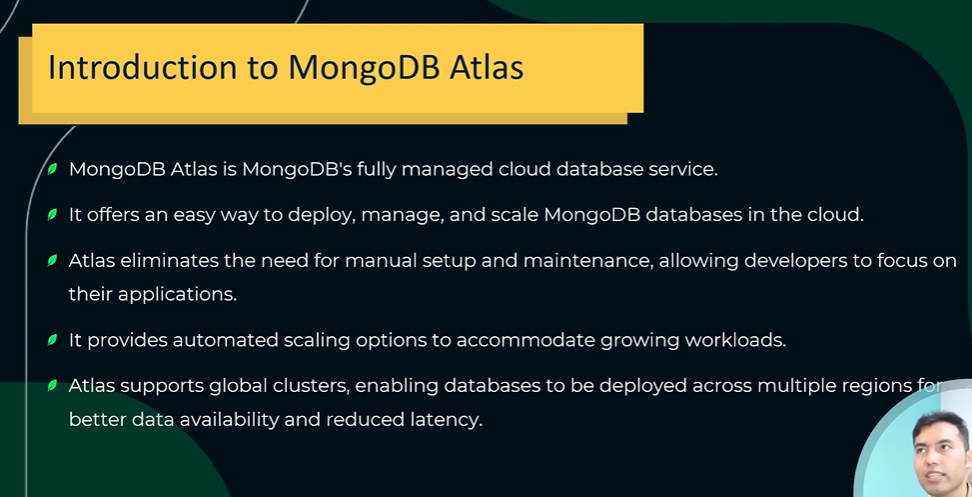 Introduction to MongoDB Atlas
MongoDB Atlas is MongoDB's fully managed cloud database service.
It offers an easy way to deploy, manage, and scale MongoDB databases in the cloud.
Atlas eliminates the need for manual setup and maintenance, allowing developers to focus on
their applications.
It provides automated scaling options to accommodate growing workloads.
Atlas supports global clusters, enabling databases to be deployed across multiple regions for
better data availability and reduced latency.